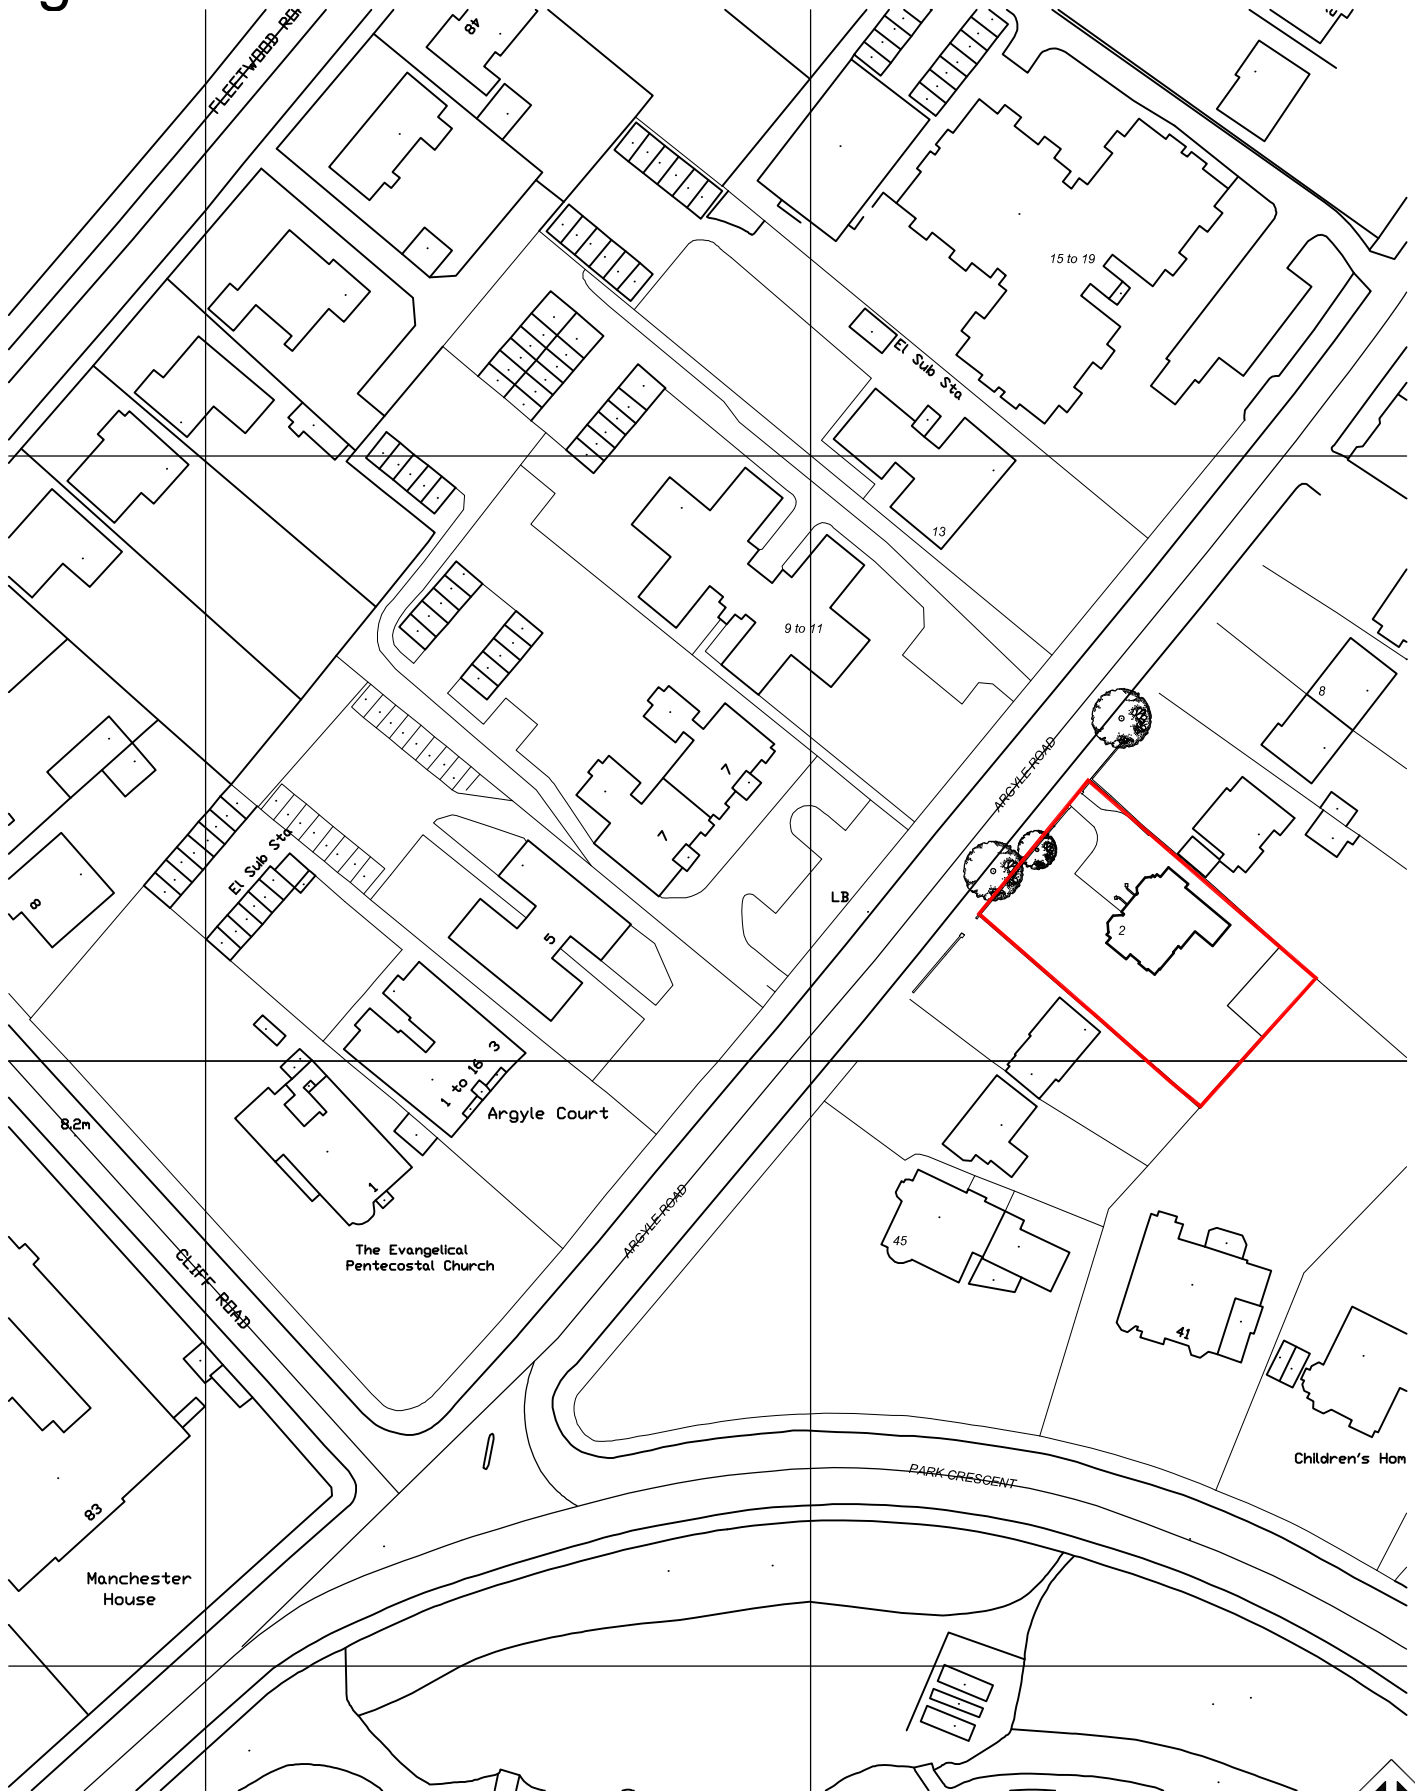 48
FLEETWOOD RD
15 to 19
El Sub Sta
13
9 to 11
8
ARGYLE ROAD
7
7
El Sub Sta
8
LB
2
5
3
1 to 16
Argyle Court
8.2m
1
ARGYLE ROAD
45
The Evangelical
Pentecostal Church
CLIFF ROAD
41
Children's Hom
PARK CRESCENT
83
Manchester
House